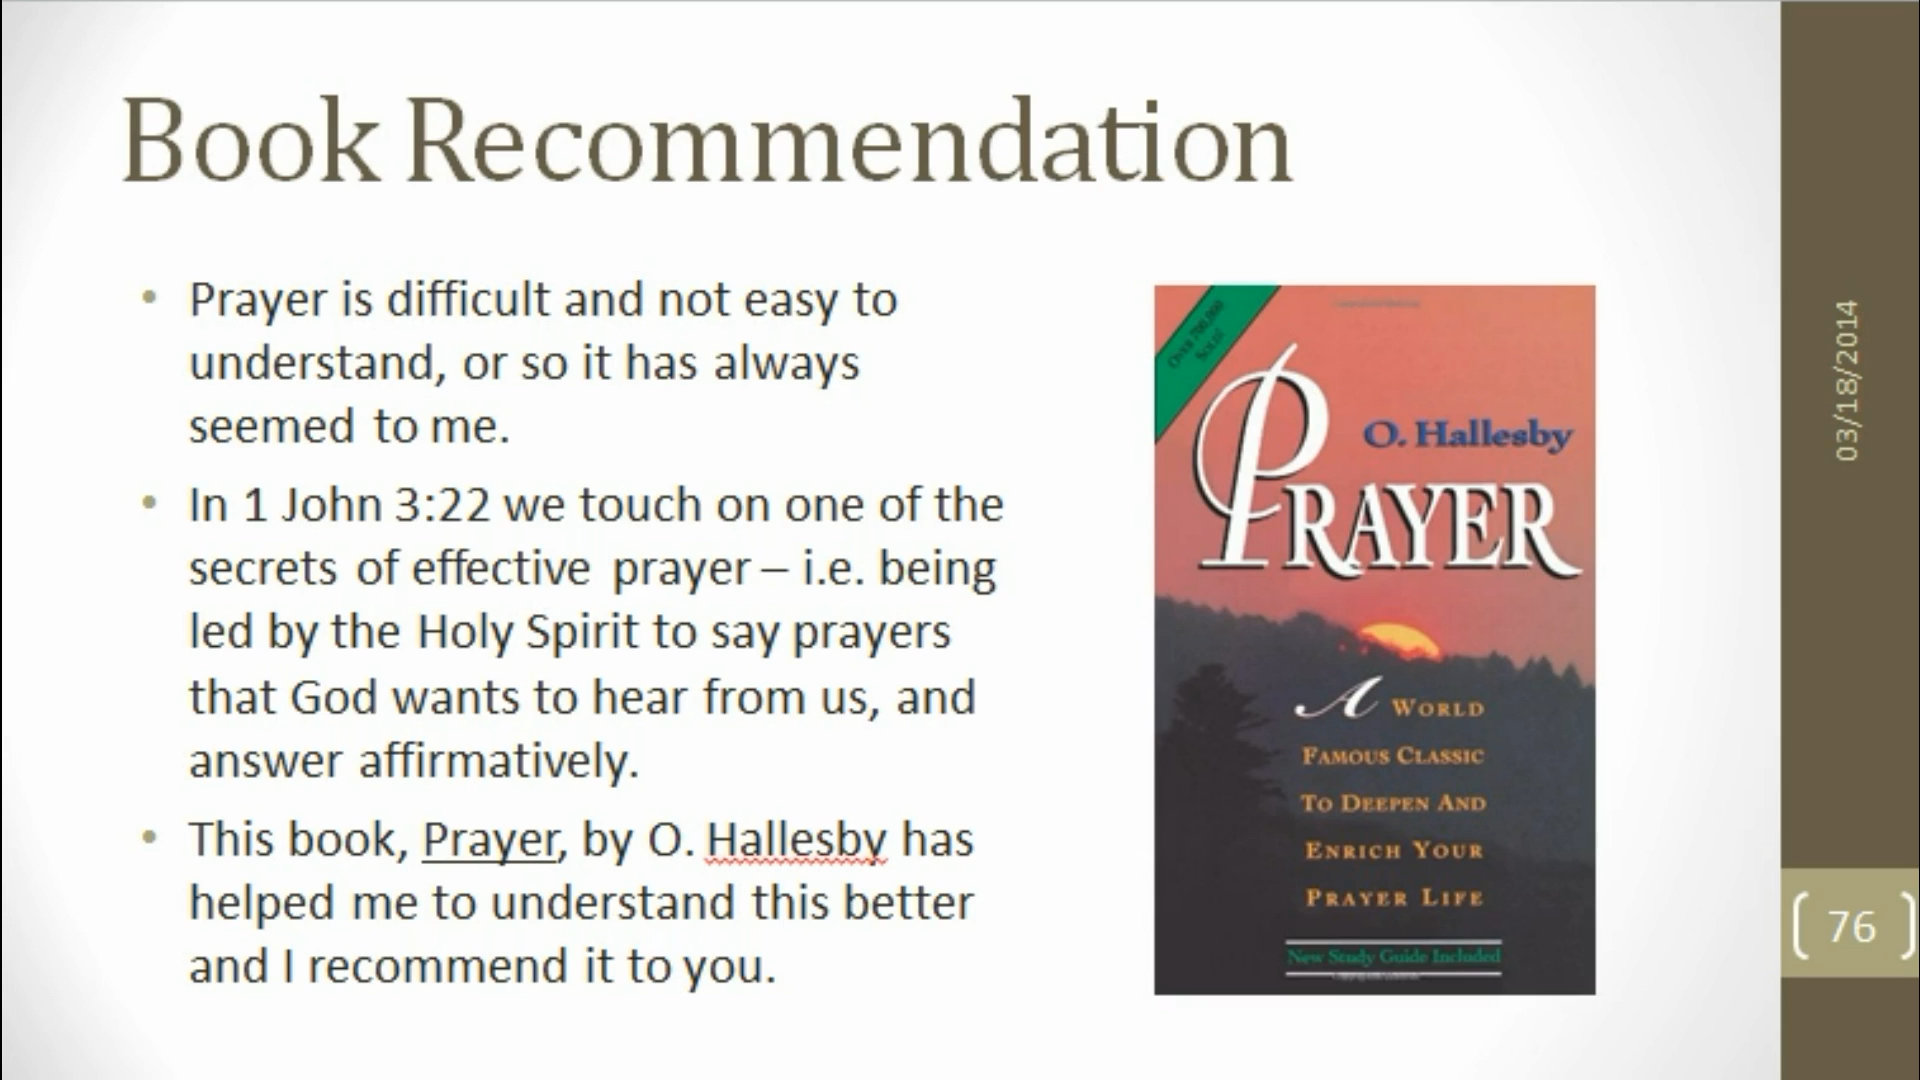 Book Recommendation
• Prayer is difficult and not easy to
understand, or so it has always
seemed to me.
• In 1 John 3:22 we touch on one of the
secrets of effective prayer – i.e. being
led by the Holy Spirit to say prayers
that God wants to hear from us, and
answer affirmatively.
• This book, Prayer, by O. Hallesby has
helped me to understand this better
and I recommend it to you.
OVER 700,000
SOLD!
O. Hallesby
PRAYER
A WORLD
FAMOUS CLASSIC
TO DEEPEN AND
ENRICH YOUR
PRAYER LIFE
New Study Guide Included
03/18/2014
76